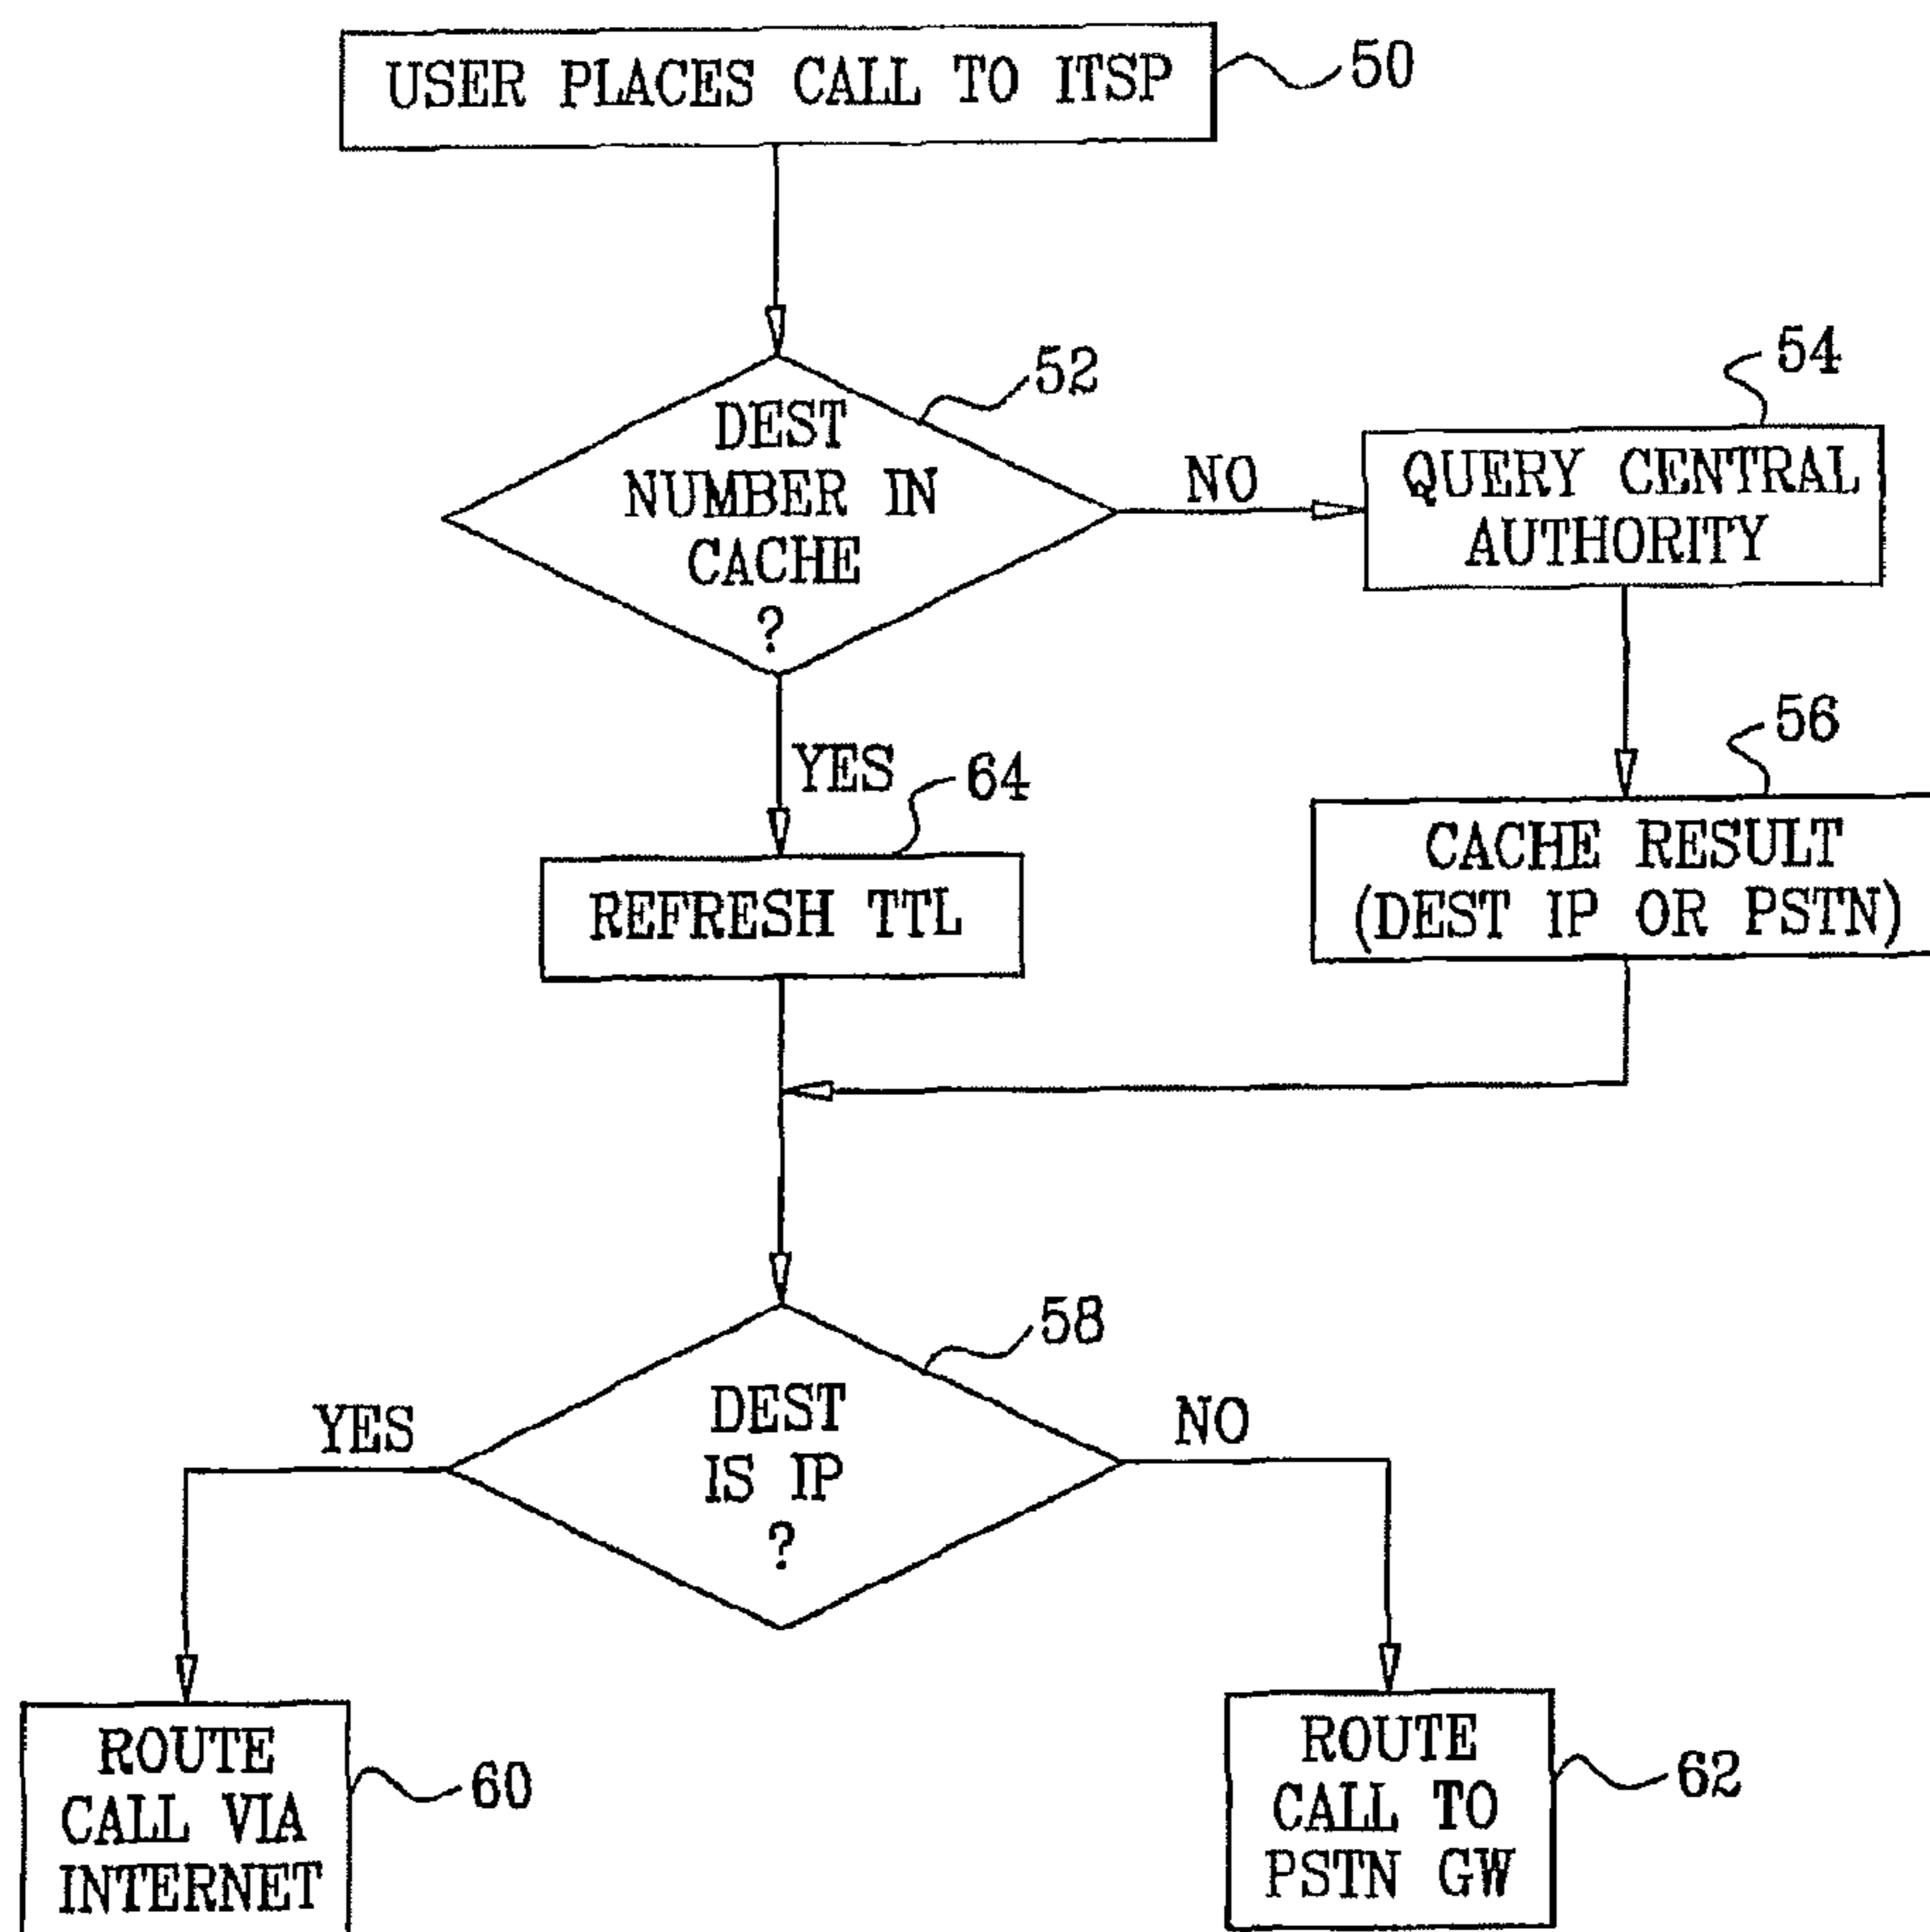 USER PLACES CALL TO ITSP
50
DEST
NUMBER IN
CACHE
?
52
NO
54
QUERY CENTRAL
AUTHORITY
YES
64
REFRESH TTL
56
CACHE RESULT
(DEST IP OR PSTN)
58
DEST
IS IP
?
YES
NO
ROUTE
CALL VIA
INTERNET
60
ROUTE
CALL TO
PSTN GW
62